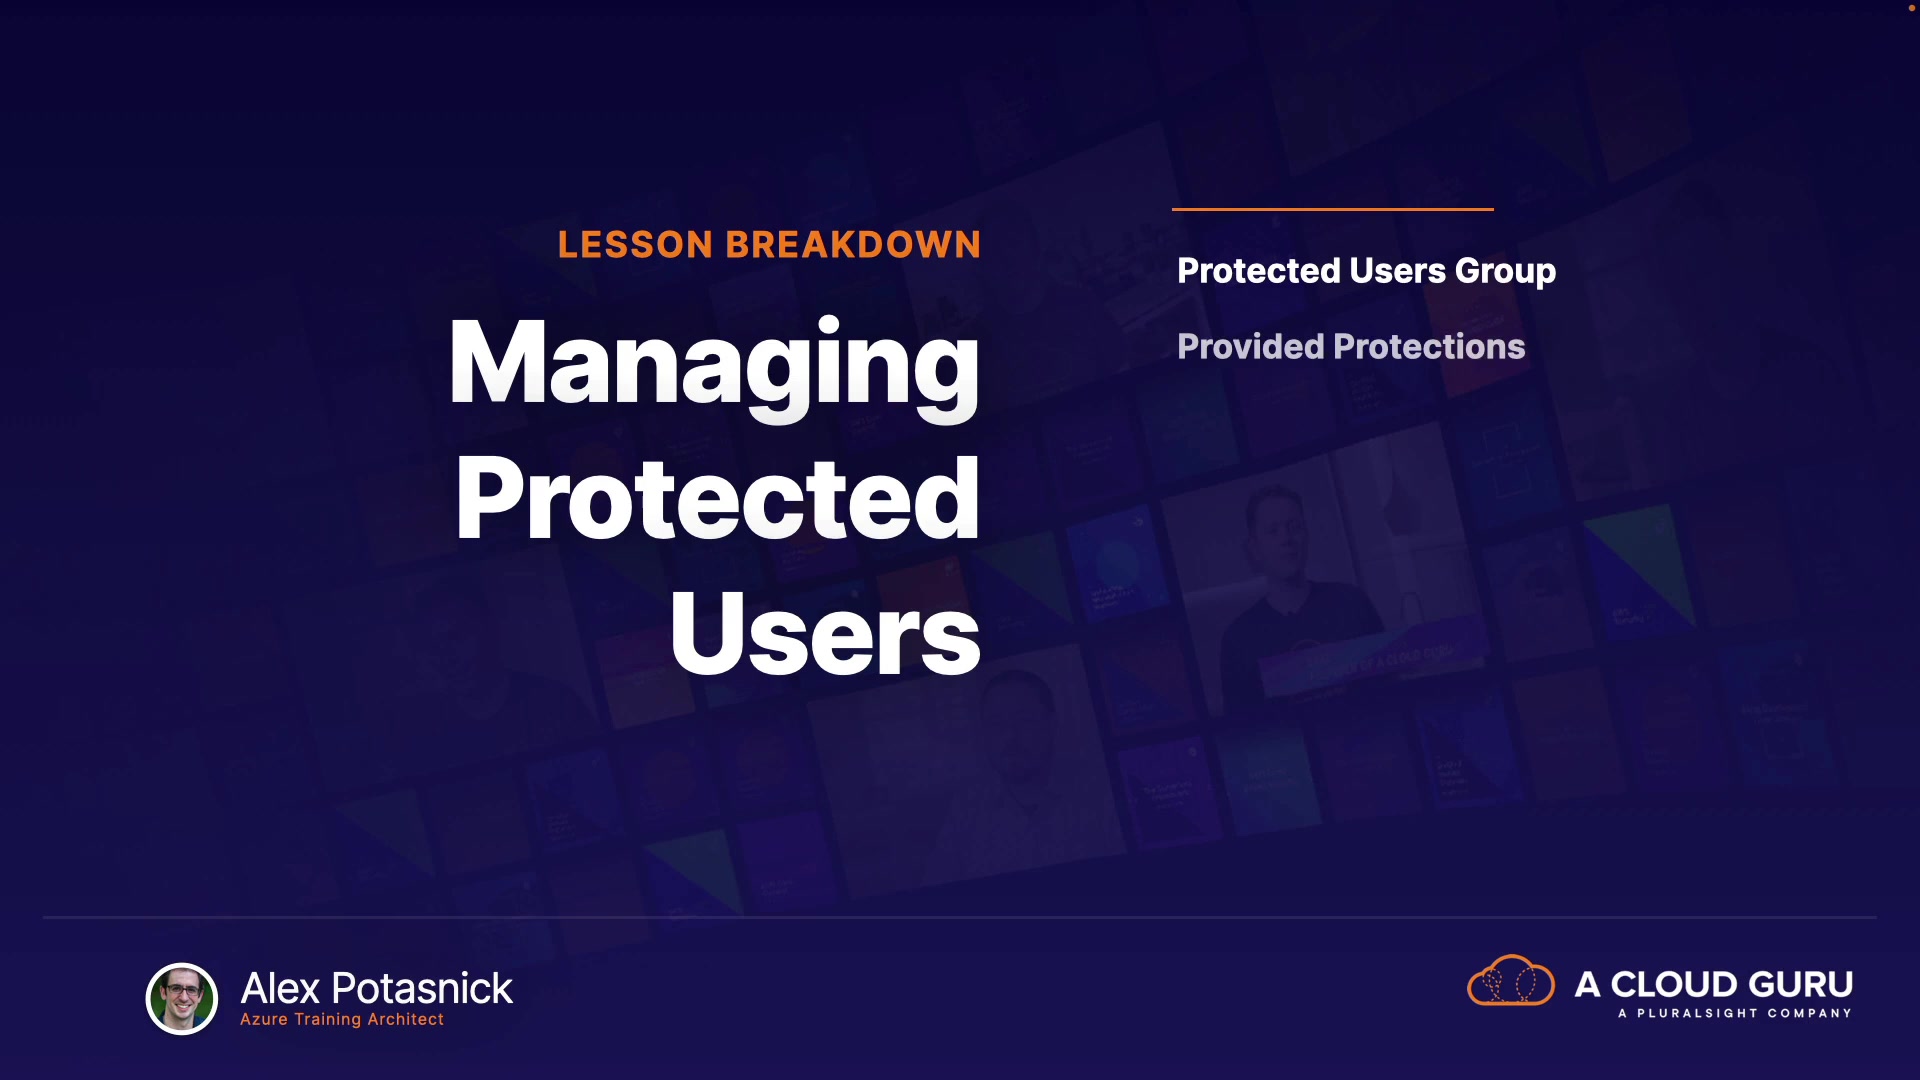 LESSON BREAKDOWN
Managing
Protected
Users
Protected Users Group
Provided Protections
Alex Potasnick
Azure Training Architect
A CLOUD GURU
A PLURALSIGHT COMPANY